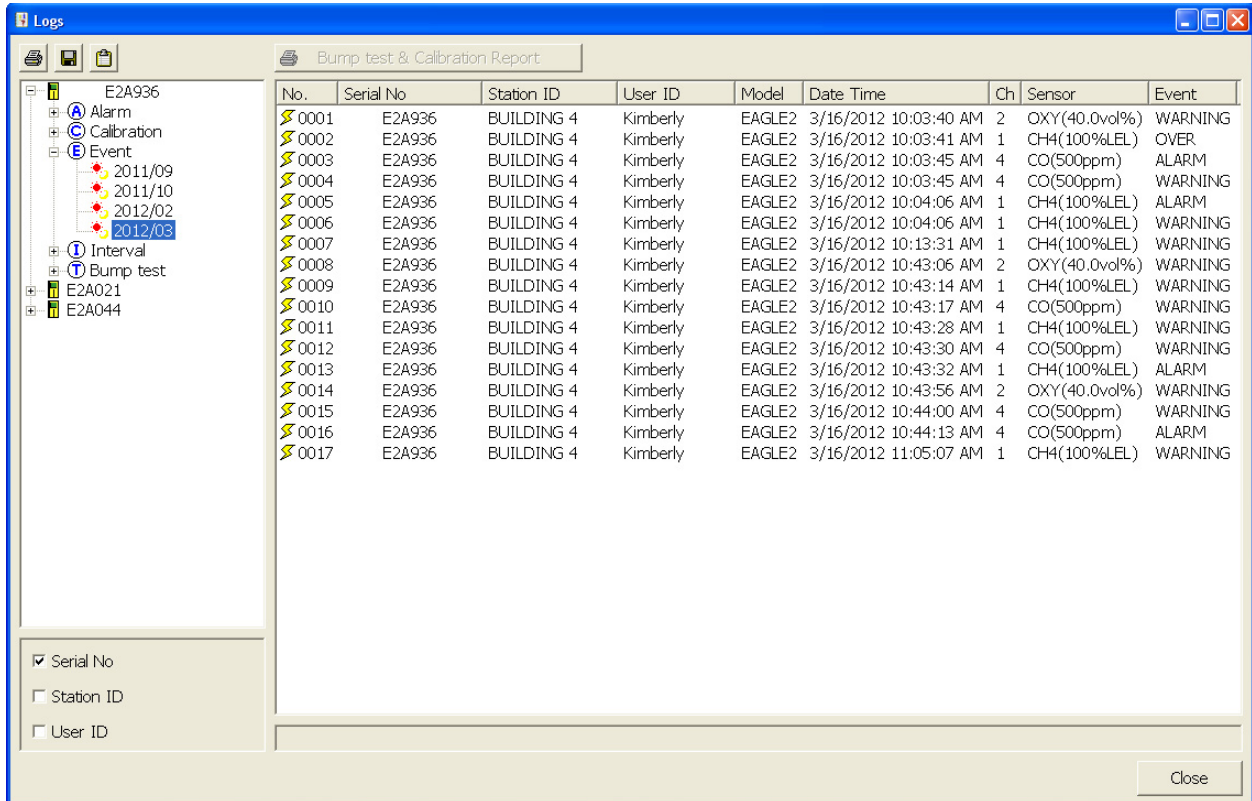 Logs
Bump test & Calibration Report
E2A936
A Alarm
C Calibration
E Event
2011/09
2011/10
2012/02
2012/03
I Interval
T Bump test
E2A021
E2A044
No. Serial No Station ID User ID Model Date Time Ch Sensor Event
0001 E2A936 BUILDING 4 Kimberly EAGLE2 3/16/2012 10:03:40 AM 2 OXY(40.0vol%) WARNING
0002 E2A936 BUILDING 4 Kimberly EAGLE2 3/16/2012 10:03:41 AM 1 CH4(100%LEL) OVER
0003 E2A936 BUILDING 4 Kimberly EAGLE2 3/16/2012 10:03:45 AM 4 CO(500ppm) ALARM
0004 E2A936 BUILDING 4 Kimberly EAGLE2 3/16/2012 10:03:45 AM 4 CO(500ppm) WARNING
0005 E2A936 BUILDING 4 Kimberly EAGLE2 3/16/2012 10:04:06 AM 1 CH4(100%LEL) ALARM
0006 E2A936 BUILDING 4 Kimberly EAGLE2 3/16/2012 10:04:06 AM 1 CH4(100%LEL) WARNING
0007 E2A936 BUILDING 4 Kimberly EAGLE2 3/16/2012 10:13:31 AM 1 CH4(100%LEL) WARNING
0008 E2A936 BUILDING 4 Kimberly EAGLE2 3/16/2012 10:43:06 AM 2 OXY(40.0vol%) WARNING
0009 E2A936 BUILDING 4 Kimberly EAGLE2 3/16/2012 10:43:14 AM 1 CH4(100%LEL) WARNING
0010 E2A936 BUILDING 4 Kimberly EAGLE2 3/16/2012 10:43:17 AM 4 CO(500ppm) WARNING
0011 E2A936 BUILDING 4 Kimberly EAGLE2 3/16/2012 10:43:28 AM 1 CH4(100%LEL) WARNING
0012 E2A936 BUILDING 4 Kimberly EAGLE2 3/16/2012 10:43:30 AM 4 CO(500ppm) WARNING
0013 E2A936 BUILDING 4 Kimberly EAGLE2 3/16/2012 10:43:32 AM 1 CH4(100%LEL) ALARM
0014 E2A936 BUILDING 4 Kimberly EAGLE2 3/16/2012 10:43:56 AM 2 OXY(40.0vol%) WARNING
0015 E2A936 BUILDING 4 Kimberly EAGLE2 3/16/2012 10:44:00 AM 4 CO(500ppm) WARNING
0016 E2A936 BUILDING 4 Kimberly EAGLE2 3/16/2012 10:44:13 AM 4 CO(500ppm) ALARM
0017 E2A936 BUILDING 4 Kimberly EAGLE2 3/16/2012 11:05:07 AM 1 CH4(100%LEL) WARNING
Serial No
Station ID
User ID
Close